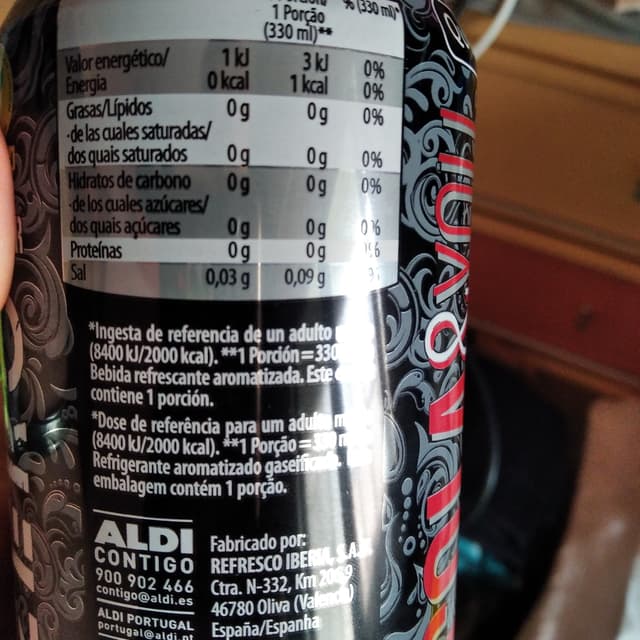 1 Porção
(330 ml)**
% (330 ml)*
Valor energético/ 1 kJ 3 kJ 0%
Energia 0 kcal 1 kcal 0%
Grasas/Lípidos 0 g 0 g 0%
-de las cuales saturadas/
dos quais saturados 0 g 0 g 0%
Hidratos de carbono 0 g 0 g 0%
-de los cuales azúcares/
dos quais açúcares 0 g 0 g 0%
Proteínas 0 g 0 g
Sal 0,03 g 0,09 g
*Ingesta de referencia de un adulto
(8400 kJ/2000 kcal). **1 Porción=330
Bebida refrescante aromatizada. Este
contiene 1 porción.
*Dose de referência para um adulto
(8400 kJ/2000 kcal). **1 Porção=
Refrigerante aromatizado
embalagem contém 1 porção.
ALDI
CONTIGO
900 902 466
contigo@aldi.es
ALDI PORTUGAL
portugal@aldi.pt
Fabricado por:
REFRESCO IBERIA, S.A.U.
Ctra. N-332, Km
46780 Oliva (Valencia)
España/Espanha